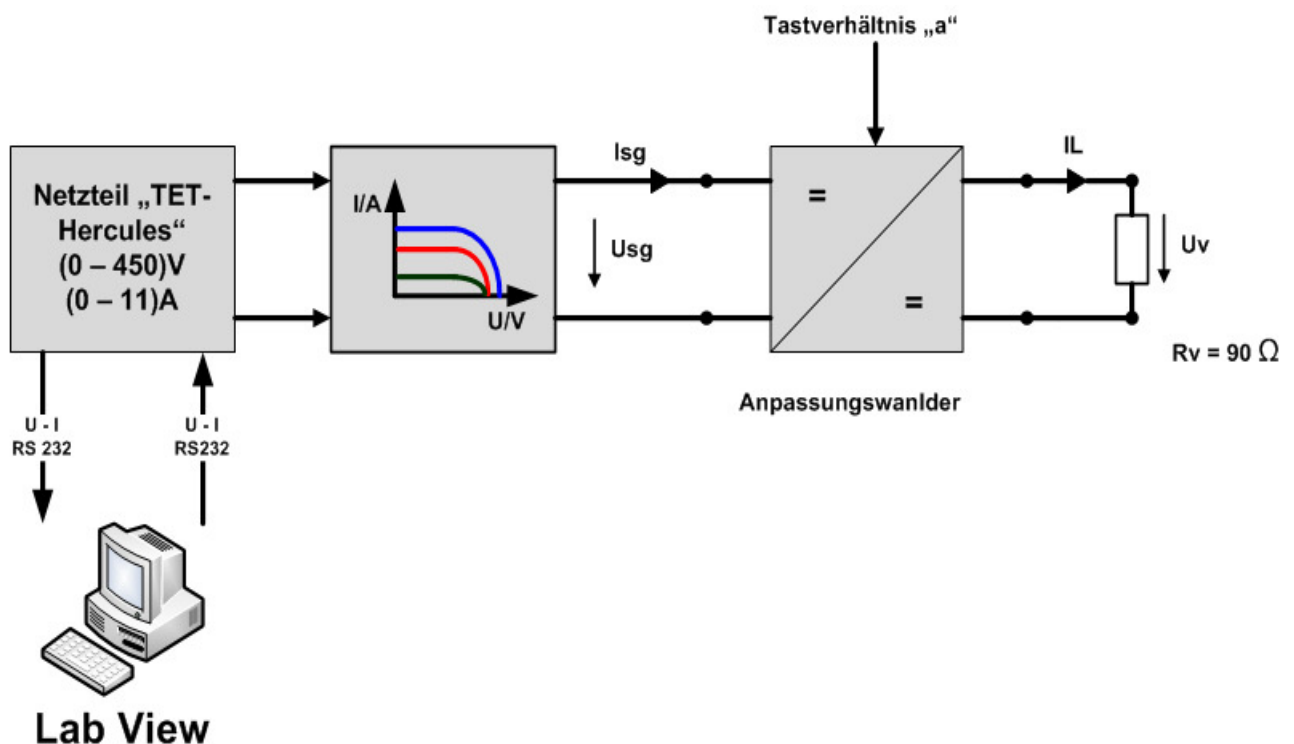 Tastverhältnis „a“
Netzteil „TET-
Hercules“
(0 – 450)V
(0 – 11)A
I/A
U/V
Isg
Usg
=
=
IL
Uv
Rv = 90 Ω
Anpassungswanlder
U - I
RS 232
U - I
RS232
Lab View